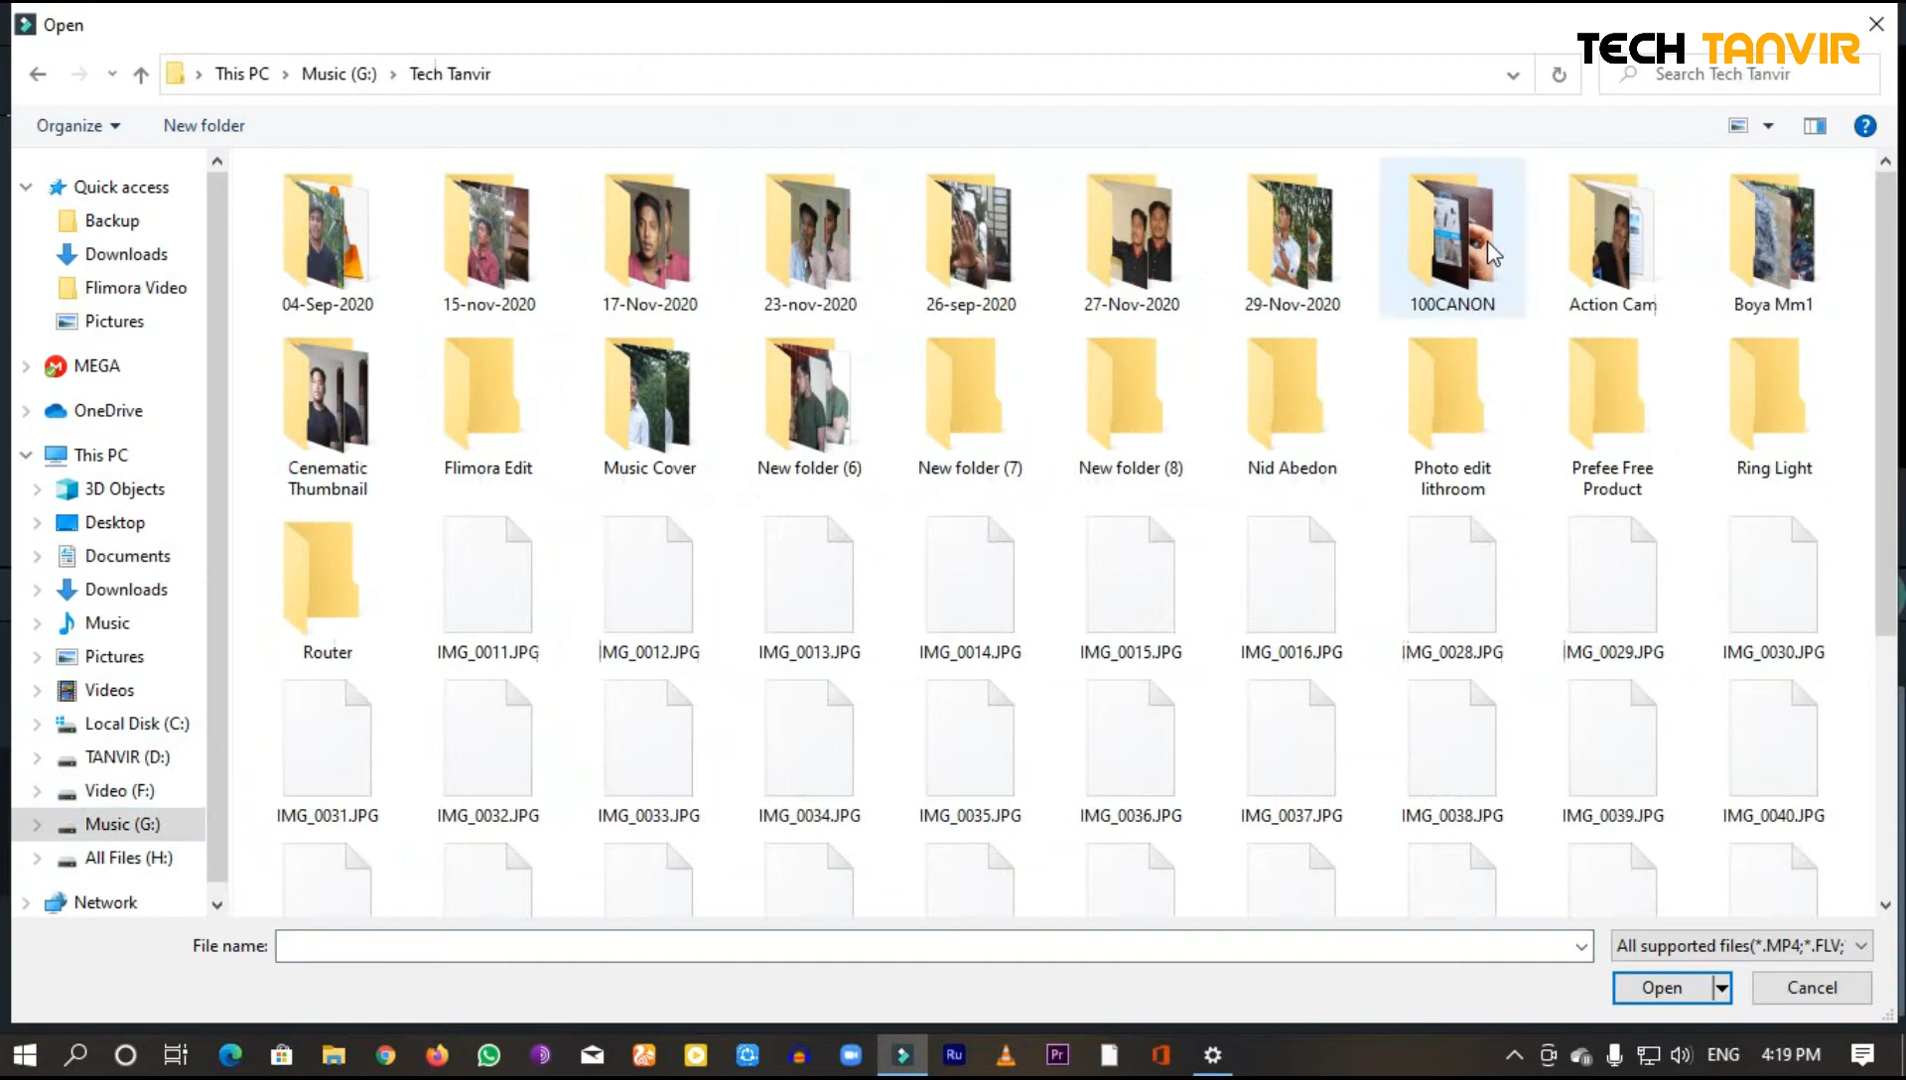 Open
TECH TANVIR
This PC > Music (G:) > Tech Tanvir
Search Tech Tanvir
Organize
New folder
Quick access
Backup
Downloads
Flimora Video
Pictures
MEGA
OneDrive
This PC
3D Objects
Desktop
Documents
Downloads
Music
Pictures
Videos
Local Disk (C:)
TANVIR (D:)
Video (F:)
Music (G:)
All Files (H:)
Network
04-Sep-2020
15-nov-2020
17-Nov-2020
23-nov-2020
26-sep-2020
27-Nov-2020
29-Nov-2020
100CANON
Action Cam
Boya Mm1
Cenematic
Thumbnail
Flimora Edit
Music Cover
New folder (6)
New folder (7)
New folder (8)
Nid Abedon
Photo edit
lithroom
Prefee Free
Product
Ring Light
Router
IMG_0011.JPG
IMG_0012.JPG
IMG_0013.JPG
IMG_0014.JPG
IMG_0015.JPG
IMG_0016.JPG
IMG_0028.JPG
IMG_0029.JPG
IMG_0030.JPG
IMG_0031.JPG
IMG_0032.JPG
IMG_0033.JPG
IMG_0034.JPG
IMG_0035.JPG
IMG_0036.JPG
IMG_0037.JPG
IMG_0038.JPG
IMG_0039.JPG
IMG_0040.JPG
File name:
All supported files(*.MP4;*.FLV;
Open
Cancel
Ru
Pr
ENG
4:19 PM